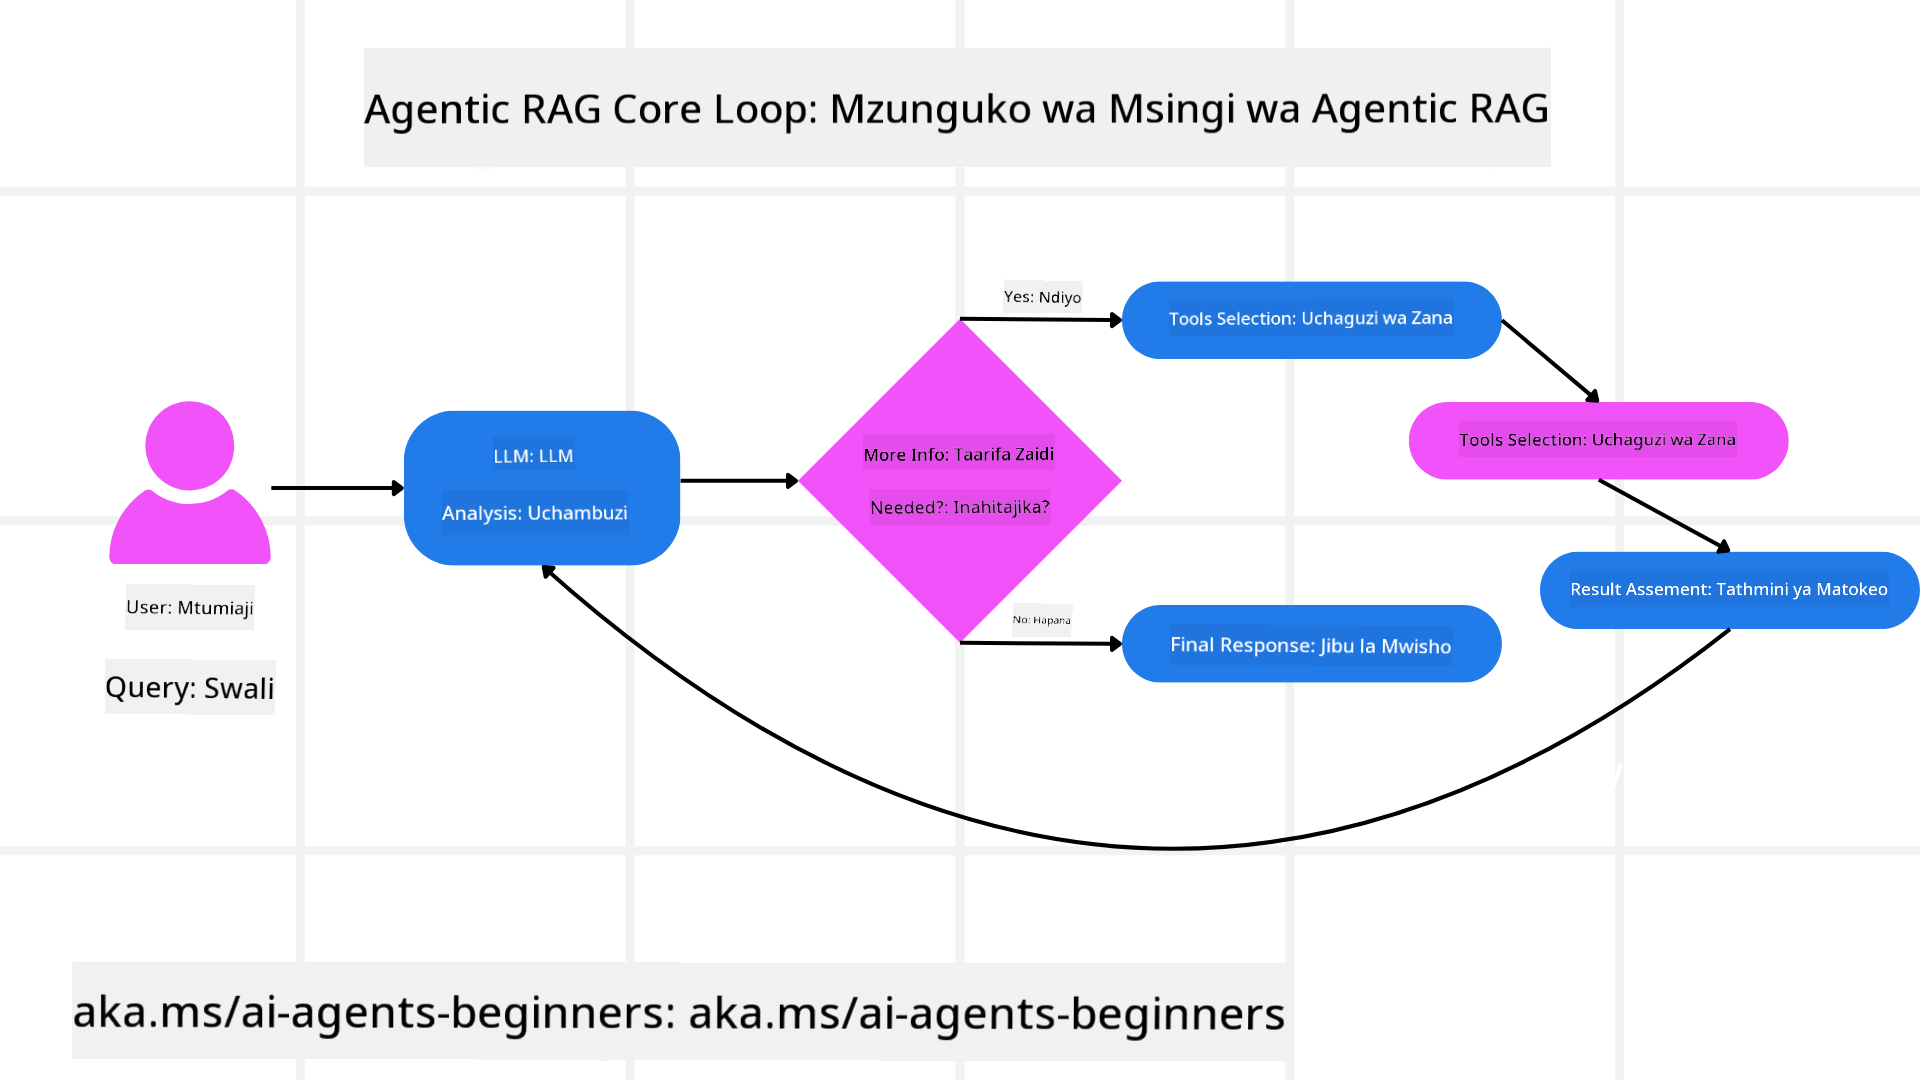 Agentic RAG Core Loop: Mzunguko wa Msingi wa Agentic RAG
Yes: Ndiyo
Tools Selection: Uchaguzi wa Zana
Tools Selection: Uchaguzi wa Zana
LLM: LLM
Analysis: Uchambuzi
More Info: Taarifa Zaidi
Needed?: Inahitajika?
Result Assement: Tathmini ya Matokeo
User: Mtumiaji
No: Hapana
Final Response: Jibu la Mwisho
Query: Swali
aka.ms/ai-agents-beginners: aka.ms/ai-agents-beginners